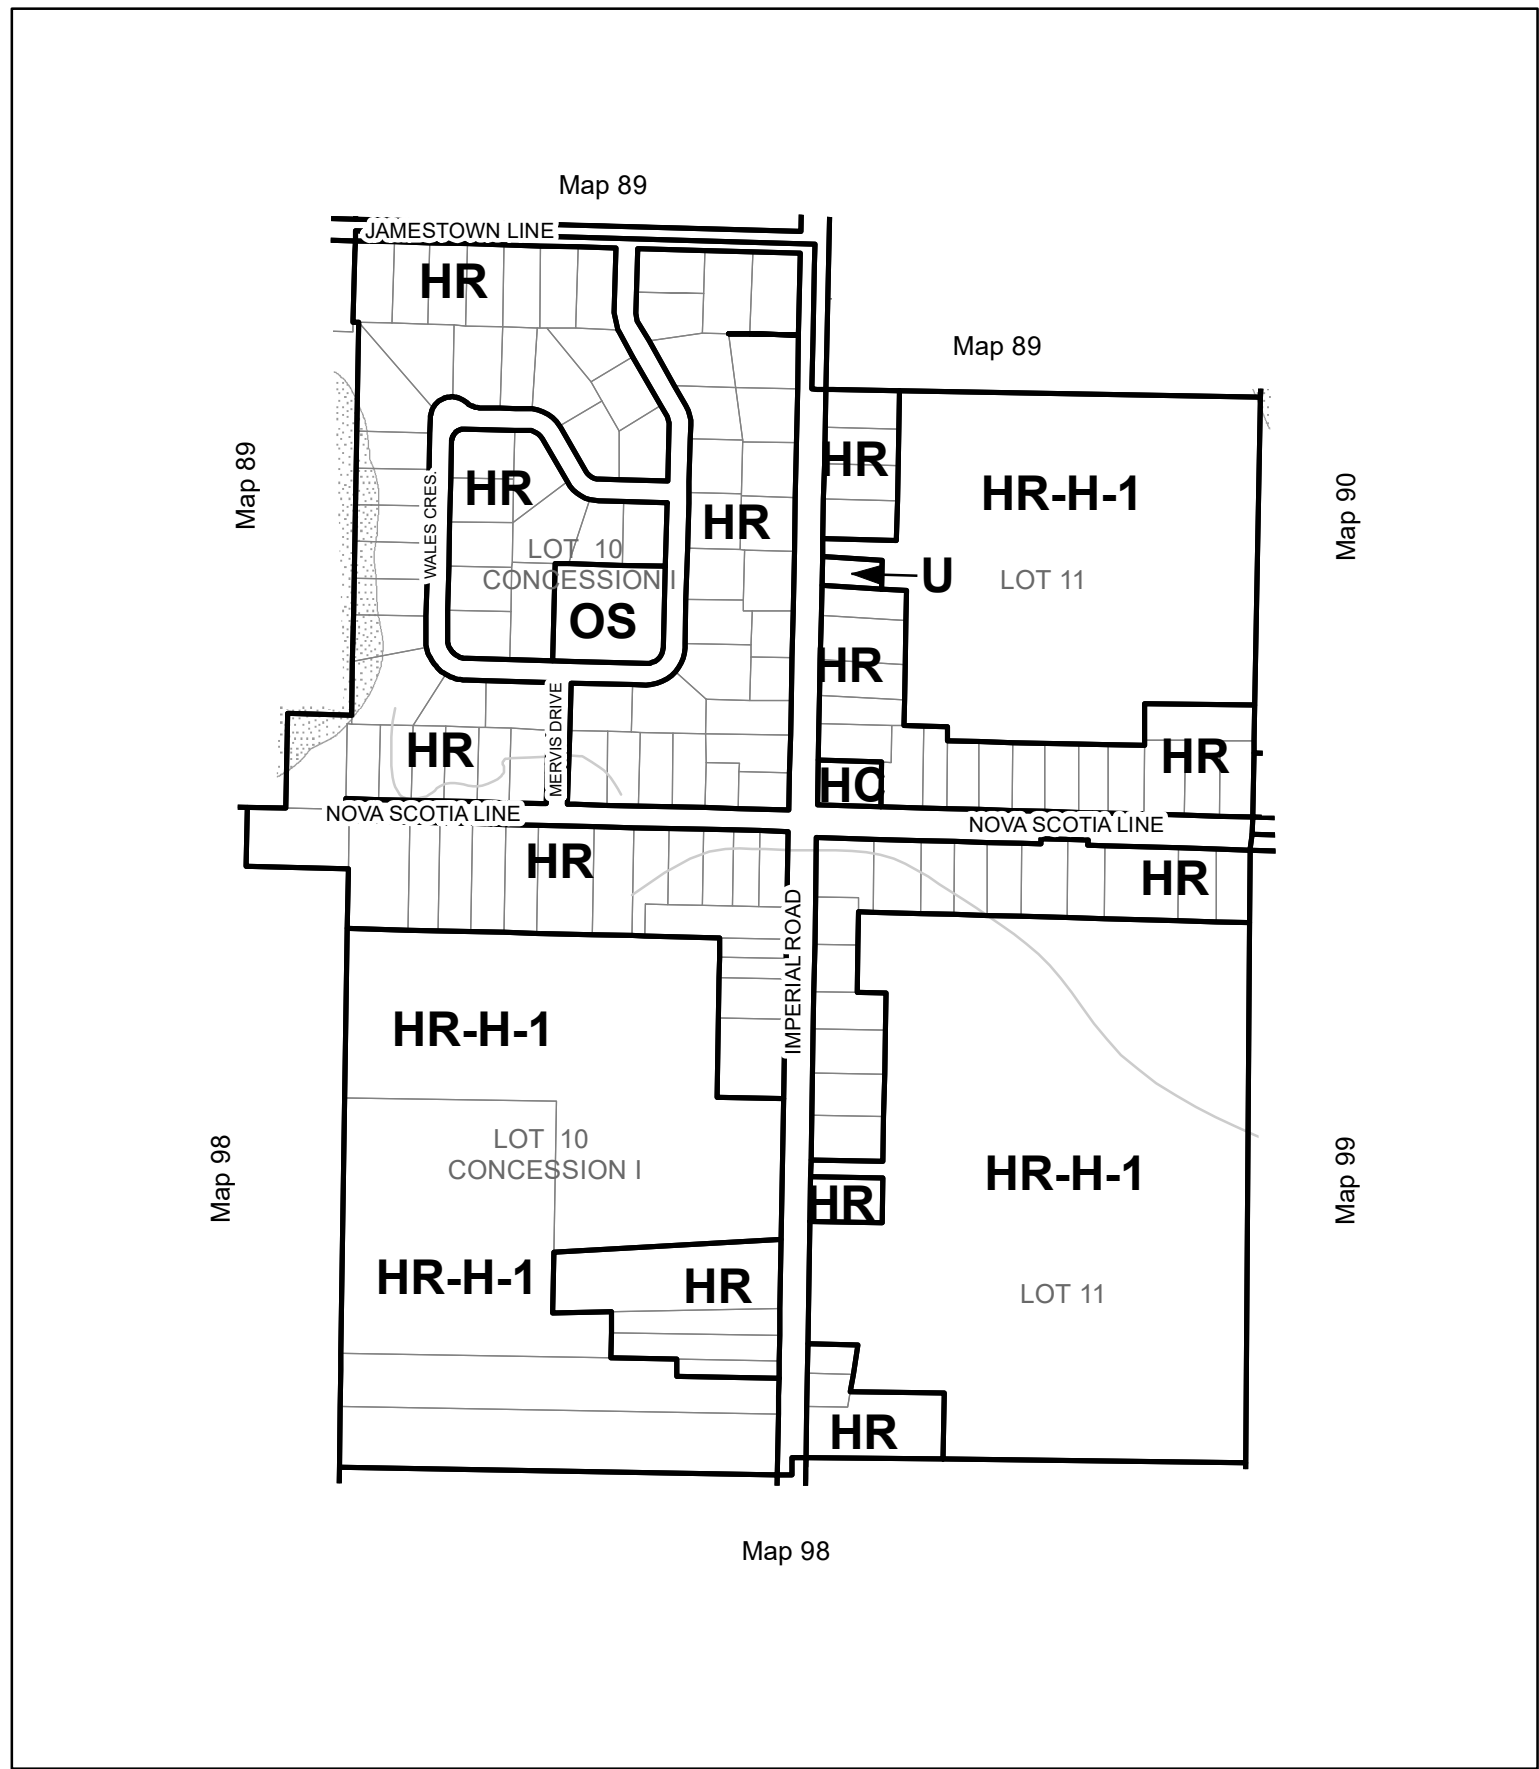 Map 89
JAMESTOWN LINE
HR
Map 89
Map 89
HR
HR
WALES CRES.
HR
HR-H-1
Map 90
LOT 10
CONCESSION I
U
LOT 11
OS
HR
MERVIS DRIVE
HR
HR
HC
NOVA SCOTIA LINE
NOVA SCOTIA LINE
HR
HR
IMPERIAL ROAD
HR-H-1
LOT 10
CONCESSION I
Map 98
HR-H-1
Map 99
HR
HR-H-1
HR
LOT 11
HR
Map 98